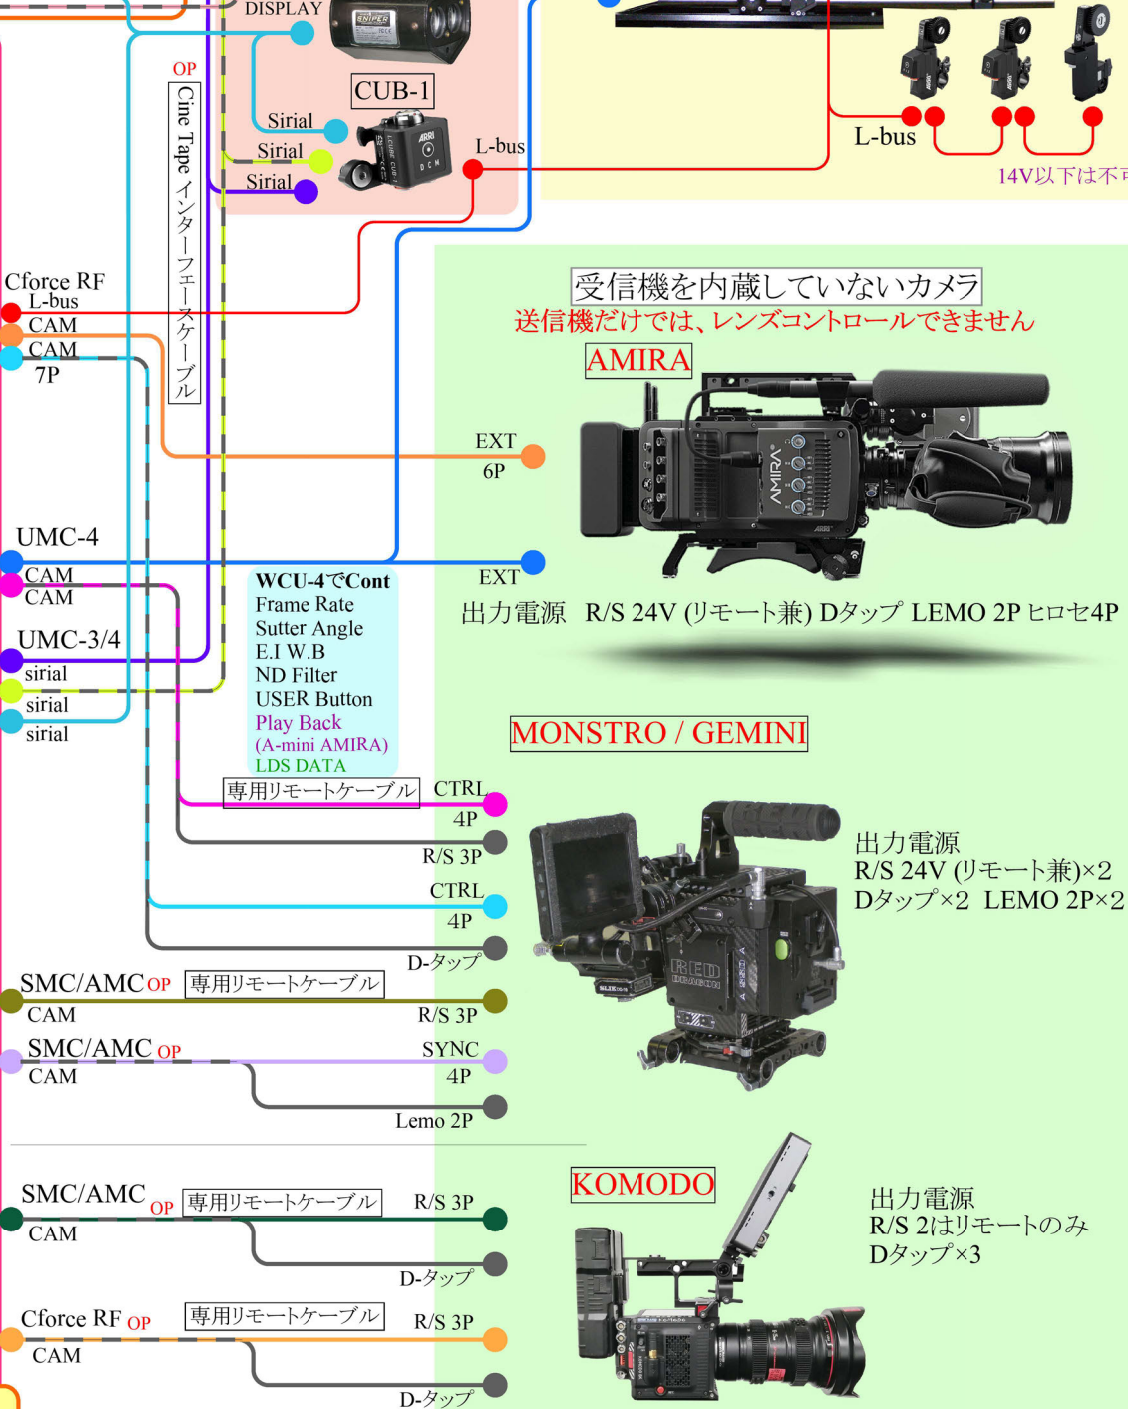 DISPLAY
SNIPER
OP
CUB-1
Cine Tape インターフェースケーブル
Sirial
Sirial
Sirial
ARRI
LCUBE CUB-1
D C M
L-bus
L-bus
14V以下は不可
Cforce RF
L-bus
CAM
CAM
7P
受信機を内蔵していないカメラ
送信機だけでは、レンズコントロールできません
AMIRA
AMIRA
ARRI
EXT
6P
UMC-4
CAM
CAM
EXT
出力電源 R/S 24V (リモート兼) Dタップ LEMO 2P ヒロセ4P
WCU-4でCont
Frame Rate
Sutter Angle
E.I W.B
ND Filter
USER Button
Play Back
(A-mini AMIRA)
LDS DATA
UMC-3/4
sirial
sirial
sirial
MONSTRO / GEMINI
専用リモートケーブル
CTRL
4P
R/S 3P
CTRL
4P
D-タップ
出力電源
R/S 24V (リモート兼)×2
Dタップ×2 LEMO 2P×2
RED
DRAGON
SLIK
SMC/AMC OP 専用リモートケーブル
CAM
R/S 3P
SMC/AMC OP
CAM
SYNC
4P
Lemo 2P
SMC/AMC OP 専用リモートケーブル
CAM
R/S 3P
D-タップ
KOMODO
出力電源
R/S 2はリモートのみ
Dタップ×3
Cforce RF OP 専用リモートケーブル
CAM
R/S 3P
D-タップ